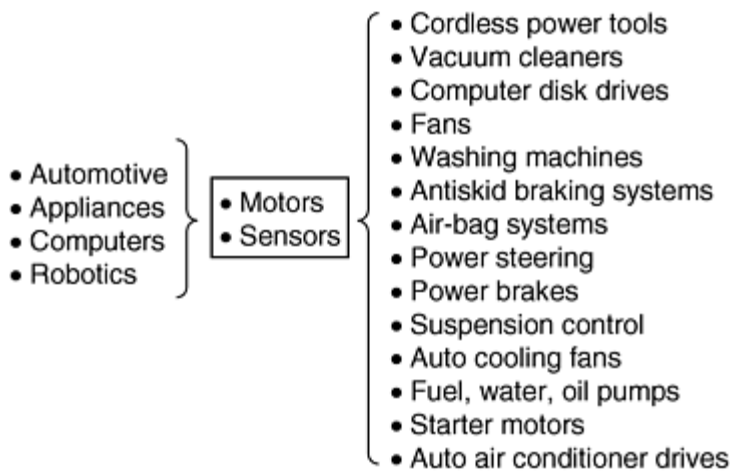 • Automotive
• Appliances
• Computers
• Robotics
• Motors
• Sensors
• Cordless power tools
• Vacuum cleaners
• Computer disk drives
• Fans
• Washing machines
• Antiskid braking systems
• Air-bag systems
• Power steering
• Power brakes
• Suspension control
• Auto cooling fans
• Fuel, water, oil pumps
• Starter motors
• Auto air conditioner drives